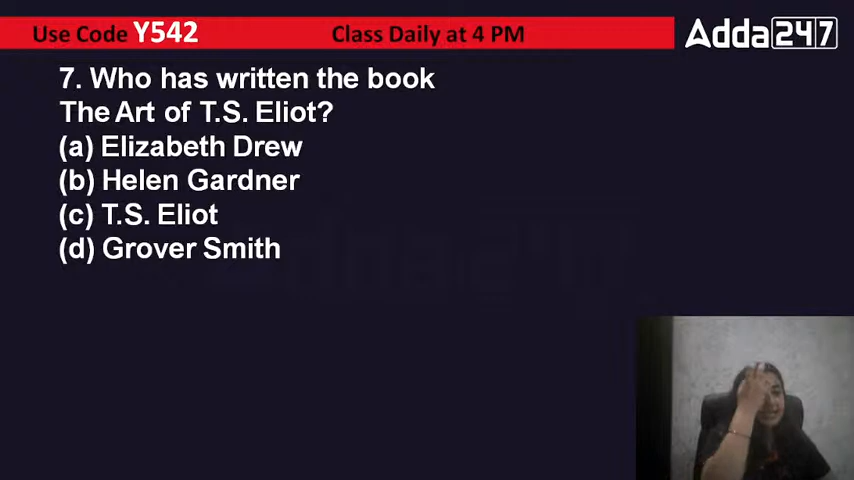 Use Code Y542 Class Daily at 4 PM Adda247
7. Who has written the book
The Art of T.S. Eliot?
(a) Elizabeth Drew
(b) Helen Gardner
(c) T.S. Eliot
(d) Grover Smith